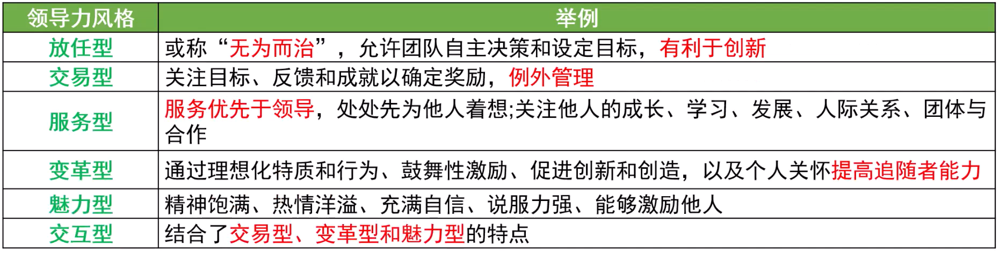 领导力风格 举例
放任型 或称“无为而治”，允许团队自主决策和设定目标，有利于创新
交易型 关注目标、反馈和成就以确定奖励，例外管理
服务型 服务优先于领导，处处先为他人着想;关注他人的成长、学习、发展、人际关系、团体与
合作
变革型 通过理想化特质和行为、鼓舞性激励、促进创新和创造，以及个人关怀提高追随者能力
魅力型 精神饱满、热情洋溢、充满自信、说服力强、能够激励他人
交互型 结合了交易型、变革型和魅力型的特点